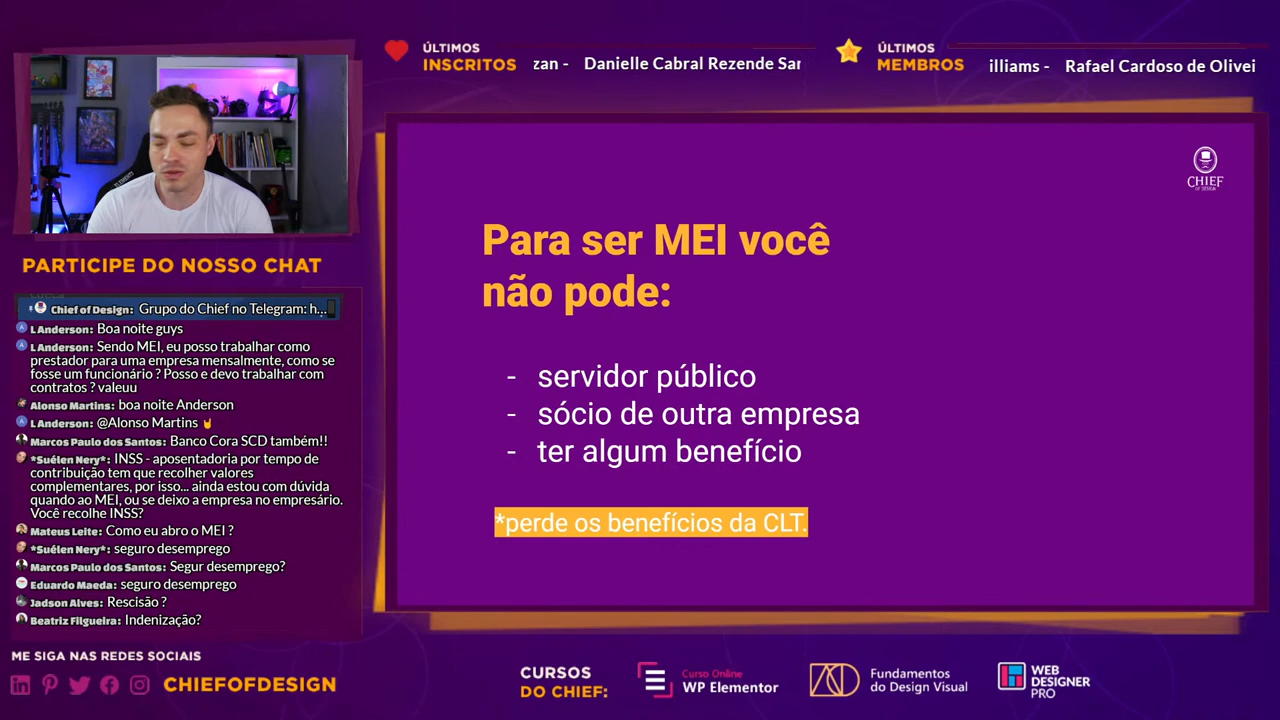 ÚLTIMOS
INSCRITOS
zan - Danielle Cabral Rezende Sar
ÚLTIMOS
MEMBROS
illiams - Rafael Cardoso de Olivei
CHIEF
OF DESIGN
Para ser MEI você
não pode:
- servidor público
- sócio de outra empresa
- ter algum benefício
*perde os benefícios da CLT.
PARTICIPE DO NOSSO CHAT
Chief of Design: Grupo do Chief no Telegram: h...
L Anderson: Boa noite guys
L Anderson: Sendo MEI, eu posso trabalhar como
prestador para uma empresa mensalmente, como se
fosse um funcionário ? Posso e devo trabalhar com
contratos ? valeuu
Alonso Martins: boa noite Anderson
L Anderson: @Alonso Martins 🤘
Marcos Paulo dos Santos: Banco Cora SCD também!!
*Suélen Nery*: INSS - aposentadoria por tempo de
contribuição tem que recolher valores
complementares, por isso... ainda estou com dúvida
quando ao MEI, ou se deixo a empresa no empresário.
Você recolhe INSS?
Mateus Leite: Como eu abro o MEI ?
*Suélen Nery*: seguro desemprego
Marcos Paulo dos Santos: Segur desemprego?
Eduardo Maeda: seguro desemprego
Jadson Alves: Rescisão ?
Beatriz Filgueira: Indenização?
ME SIGA NAS REDES SOCIAIS
CHIEFOFDESIGN
CURSOS
DO CHIEF:
Curso Online
WP Elementor
Fundamentos
do Design Visual
WEB
DESIGNER
PRO